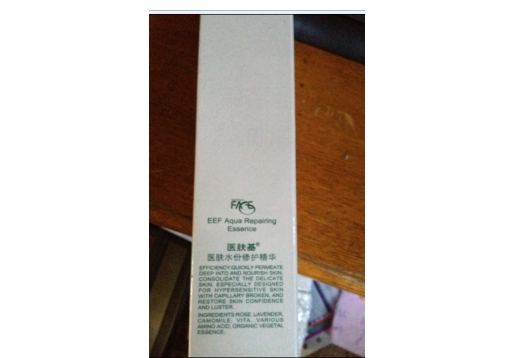 FACE
EEF Aqua Repairing
Essence
医肤基®
医肤水份修护精华
EFFICIENCY QUICKLY PERMEATE
DEEP INTO AND NOURISH SKIN,
CONSOLIDATE THE DELICATE
SKIN, ESPECIALLY DESIGNED
FOR HYPERSENSITIVE SKIN
WITH CAPILLARY BROKEN, AND
RESTORE SKIN CONFIDENCE
AND LUSTER.
INGREDIENTS:ROSE, LAVENDER,
CAMOMILE, VITA, VARIOUS
AMINO ACID, ORGANIC VEGETAL
ESSENCE.